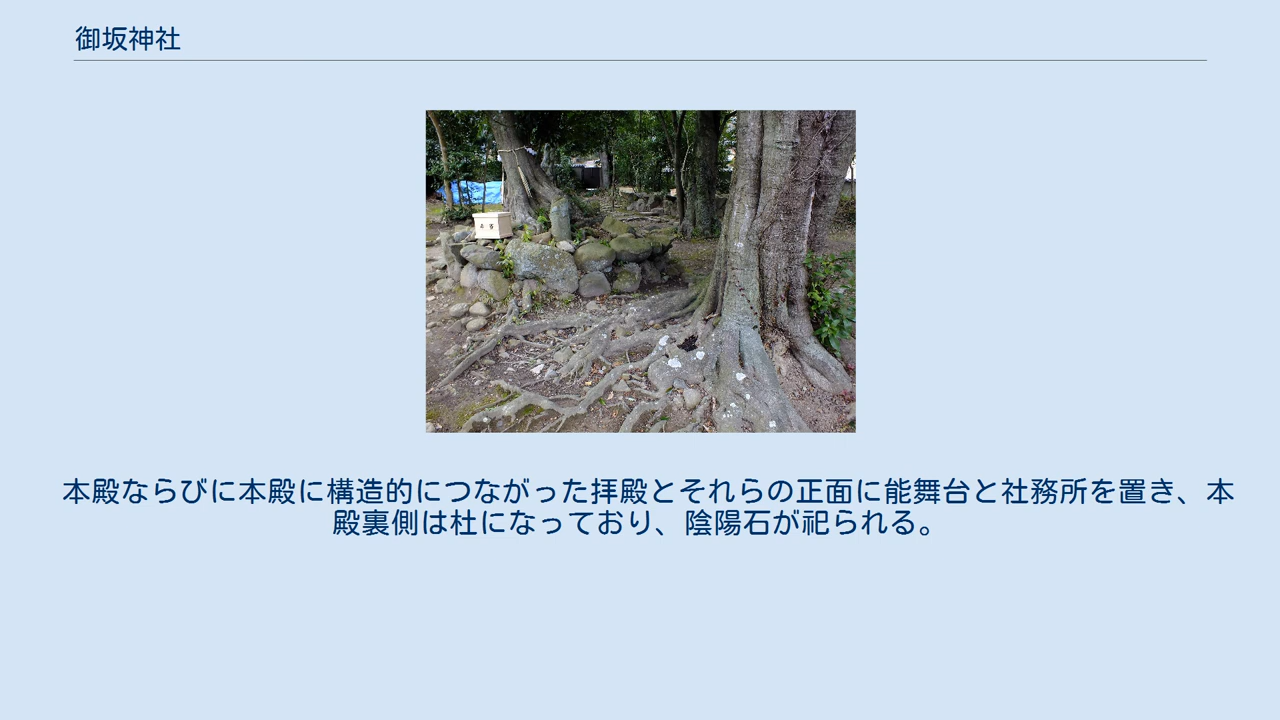 御坂神社
本殿ならびに本殿に構造的につながった拝殿とそれらの正面に能舞台と社務所を置き、本
殿裏側は杜になっており、陰陽石が祀られる。